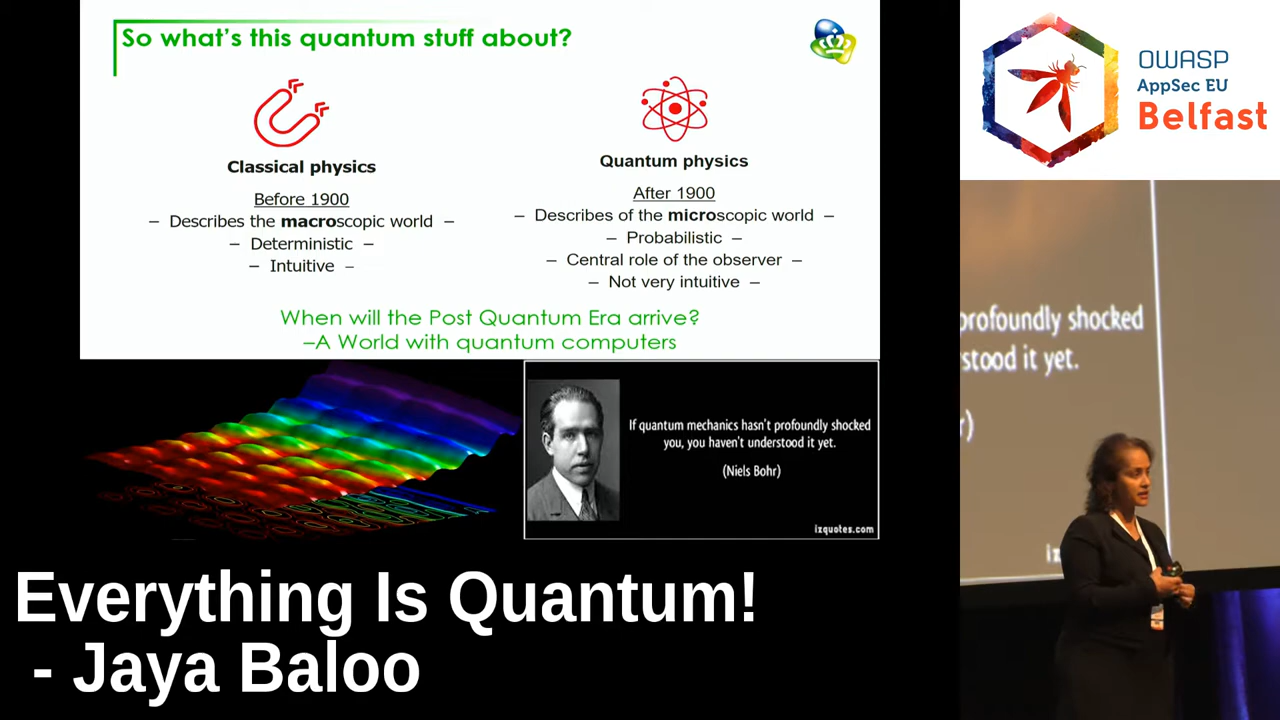 So what's this quantum stuff about?
Classical physics
Before 1900
– Describes the macroscopic world –
– Deterministic –
– Intuitive –
Quantum physics
After 1900
– Describes of the microscopic world –
– Probabilistic –
– Central role of the observer –
– Not very intuitive –
When will the Post Quantum Era arrive?
–A World with quantum computers
If quantum mechanics hasn't profoundly shocked
you, you haven't understood it yet.
(Niels Bohr)
izquotes.com
Everything Is Quantum!
- Jaya Baloo
OWASP
AppSec EU
Belfast
profoundly shocked
stood it yet.
r)
iz